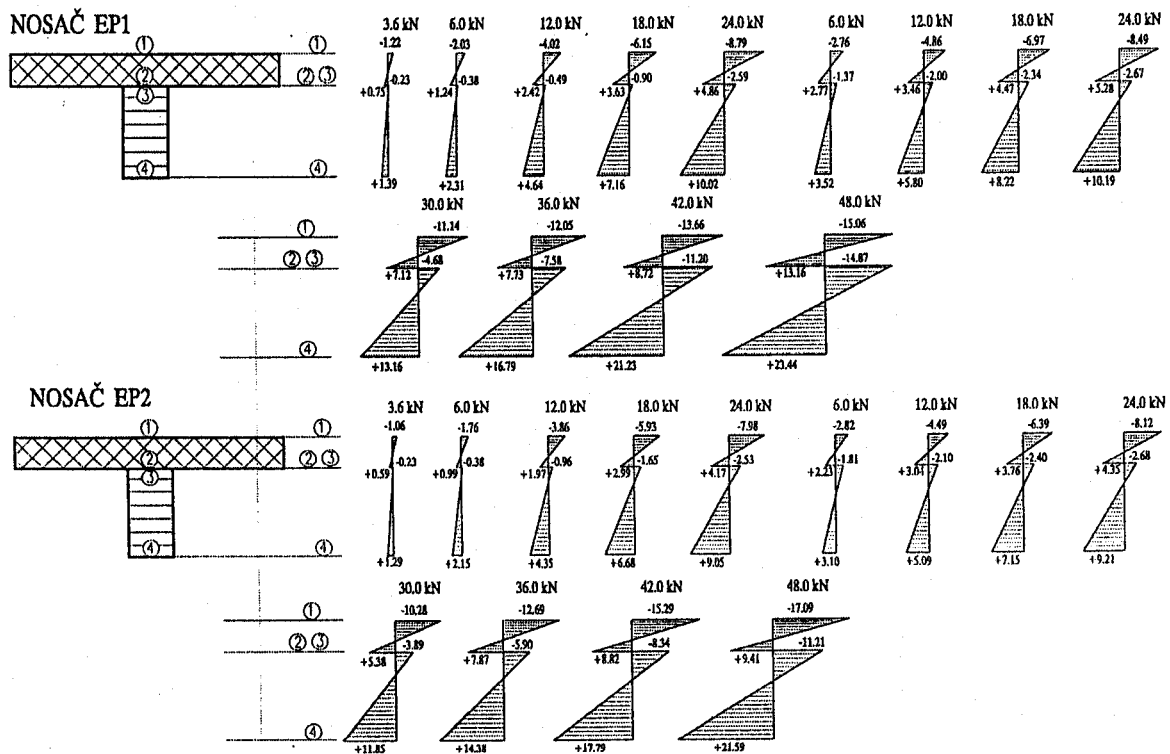 NOSAČ EP1
3.6 kN 6.0 kN 12.0 kN 18.0 kN 24.0 kN 6.0 kN 12.0 kN 18.0 kN 24.0 kN
① ① -1.22 -2.03 -4.02 -6.15 -8.79 -2.76 -4.86 -6.97 -8.49
② ② ③ -0.23 -0.38 -0.49 -0.90 -2.59 -1.37 -2.00 -2.34 -2.67
③ +0.75 +1.24 +2.42 +3.63 +4.86 +2.77 +3.46 +4.47 +5.28
④ ④ +1.39 +2.31 +4.64 +7.16 +10.02 +3.52 +5.80 +8.22 +10.19
30.0 kN 36.0 kN 42.0 kN 48.0 kN
① -11.14 -12.05 -13.66 -15.06
② ③ -4.68 -7.58 -11.20 -14.87
+7.12 +7.73 +8.72 +13.16
④ +13.16 +16.79 +21.23 +23.44
NOSAČ EP2
3.6 kN 6.0 kN 12.0 kN 18.0 kN 24.0 kN 6.0 kN 12.0 kN 18.0 kN 24.0 kN
① ① -1.06 -1.76 -3.86 -5.93 -7.98 -2.82 -4.49 -6.39 -8.12
② ② ③ -0.23 -0.38 -0.96 -1.65 -2.53 -1.81 -2.10 -2.40 -2.68
③ +0.59 +0.99 +1.97 +2.99 +4.17 +2.23 +3.04 +3.76 +4.35
④ ④ +1.29 +2.15 +4.35 +6.68 +9.05 +3.10 +5.09 +7.15 +9.21
30.0 kN 36.0 kN 42.0 kN 48.0 kN
① -10.28 -12.69 -15.29 -17.09
② ③ -3.89 -5.90 -8.34 -11.21
+5.38 +7.87 +8.82 +9.41
④ +11.85 +14.38 +17.79 +21.59